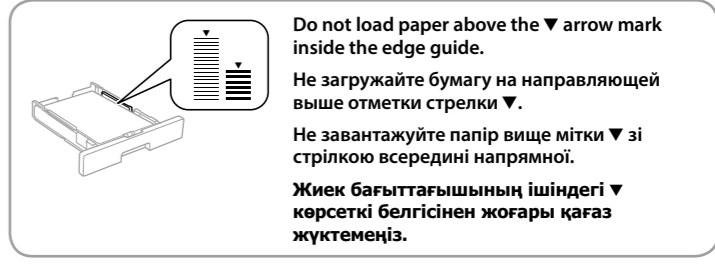 Do not load paper above the ▼ arrow mark
inside the edge guide.
Не загружайте бумагу на направляющей
выше отметки стрелки ▼.
Не завантажуйте папір вище мітки ▼ зі
стрілкою всередині напрямної.
Жиек бағыттағышының ішіндегі ▼
көрсеткі белгісінен жоғары қағаз
жүктемеңіз.